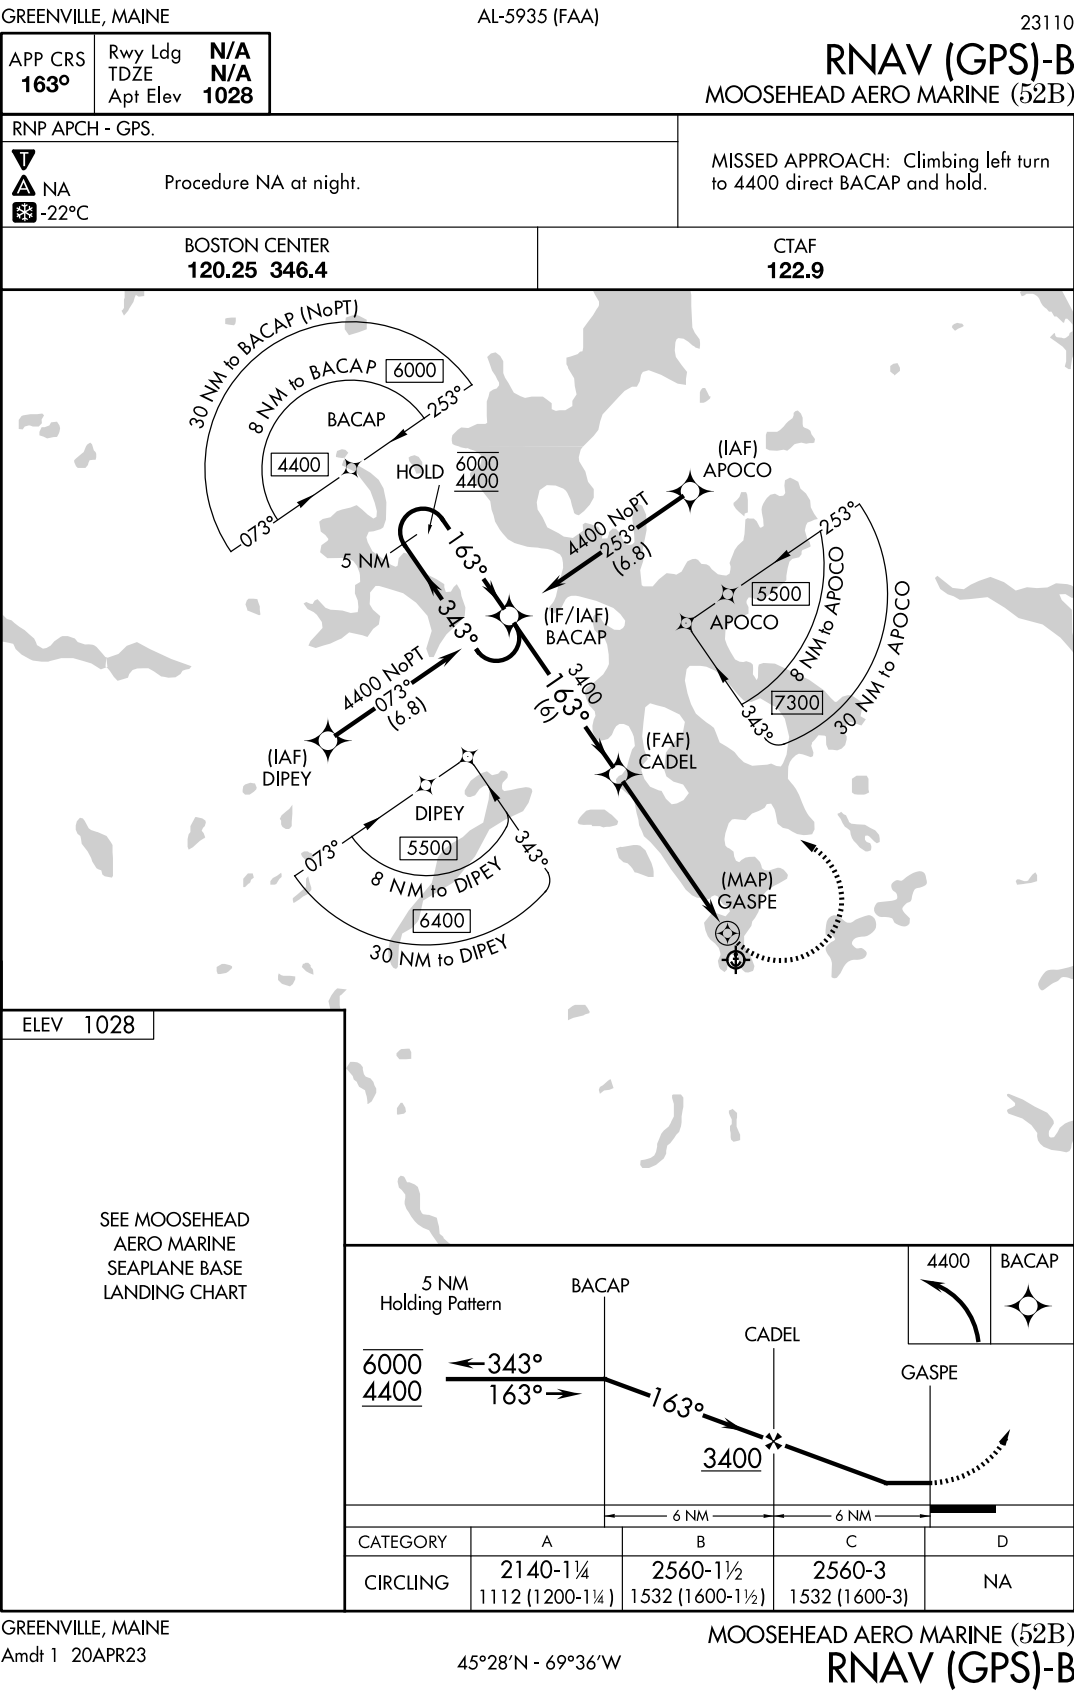 GREENVILLE, MAINE
AL-5935 (FAA)
23110
APP CRS
163°
Rwy Ldg N/A
TDZE N/A
Apt Elev 1028
RNAV (GPS)-B
MOOSEHEAD AERO MARINE (52B)
RNP APCH - GPS.
T
A NA
-22°C
Procedure NA at night.
MISSED APPROACH: Climbing left turn
to 4400 direct BACAP and hold.
BOSTON CENTER
120.25 346.4
CTAF
122.9
30 NM to BACAP (NoPT)
8 NM to BACAP
6000
253°
BACAP
4400
073°
HOLD
6000
4400
5 NM
163°
343°
(IAF)
APOCO
4400 NoPT
253°
(6.8)
(IF/IAF)
BACAP
253°
5500
APOCO
8 NM to APOCO
30 NM to APOCO
7300
343°
4400 NoPT
073°
(6.8)
(IAF)
DIPEY
3400
163°
(6)
(FAF)
CADEL
DIPEY
073°
343°
5500
8 NM to DIPEY
6400
30 NM to DIPEY
(MAP)
GASPE
ELEV 1028
SEE MOOSEHEAD
AERO MARINE
SEAPLANE BASE
LANDING CHART
5 NM
Holding Pattern
BACAP
CADEL
GASPE
4400
BACAP
6000
4400
343°
163°
163°
3400
6 NM
6 NM
CATEGORY A B C D
CIRCLING
2140-1¼
1112 (1200-1¼)
2560-1½
1532 (1600-1½)
2560-3
1532 (1600-3)
NA
GREENVILLE, MAINE
Amdt 1 20APR23
45°28'N - 69°36'W
MOOSEHEAD AERO MARINE (52B)
RNAV (GPS)-B